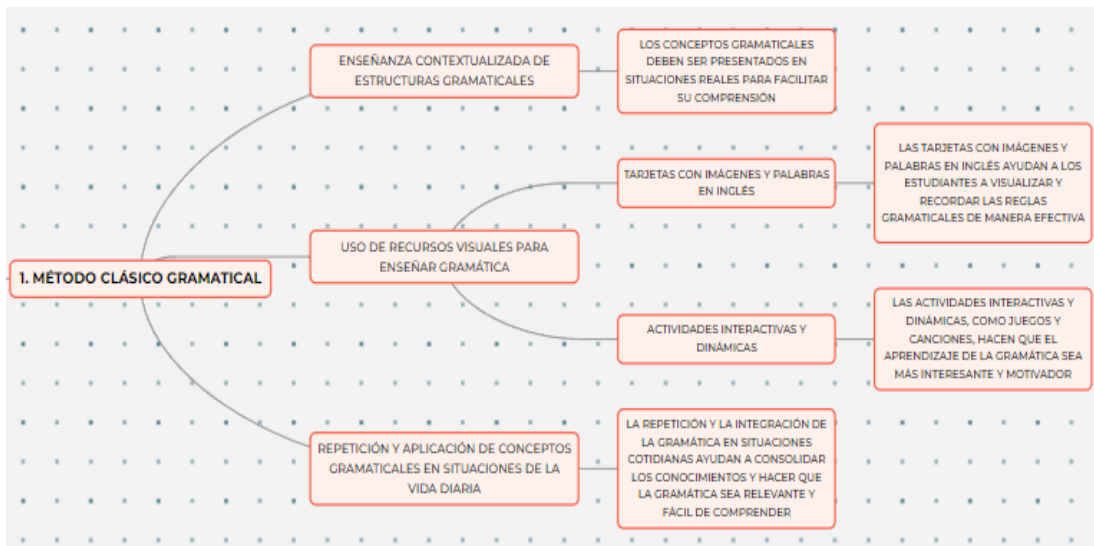 1. MÉTODO CLÁSICO GRAMATICAL
ENSEÑANZA CONTEXTUALIZADA DE
ESTRUCTURAS GRAMATICALES
LOS CONCEPTOS GRAMATICALES
DEBEN SER PRESENTADOS EN
SITUACIONES REALES PARA FACILITAR
SU COMPRENSIÓN
USO DE RECURSOS VISUALES PARA
ENSEÑAR GRAMÁTICA
TARJETAS CON IMÁGENES Y PALABRAS
EN INGLÉS
LAS TARJETAS CON IMÁGENES Y
PALABRAS EN INGLÉS AYUDAN A LOS
ESTUDIANTES A VISUALIZAR Y
RECORDAR LAS REGLAS
GRAMATICALES DE MANERA EFECTIVA
ACTIVIDADES INTERACTIVAS Y
DINÁMICAS
LAS ACTIVIDADES INTERACTIVAS Y
DINÁMICAS, COMO JUEGOS Y
CANCIONES, HACEN QUE EL
APRENDIZAJE DE LA GRAMÁTICA SEA
MÁS INTERESANTE Y MOTIVADOR
REPETICIÓN Y APLICACIÓN DE CONCEPTOS
GRAMATICALES EN SITUACIONES DE LA
VIDA DIARIA
LA REPETICIÓN Y LA INTEGRACIÓN DE
LA GRAMÁTICA EN SITUACIONES
COTIDIANAS AYUDAN A CONSOLIDAR
LOS CONOCIMIENTOS Y HACER QUE
LA GRAMÁTICA SEA RELEVANTE Y
FÁCIL DE COMPRENDER